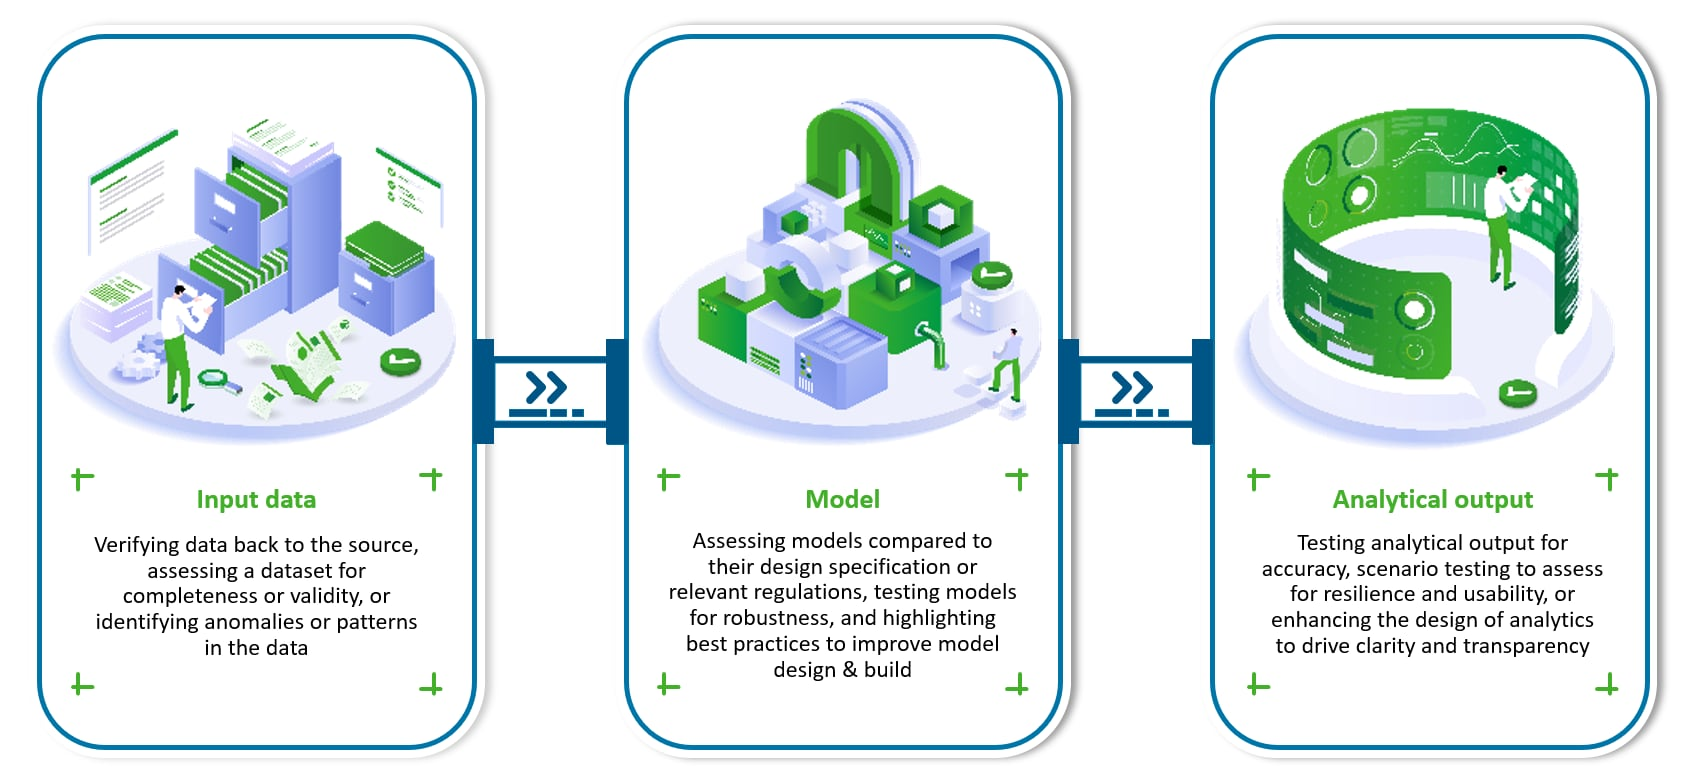 Input data
Verifying data back to the source,
assessing a dataset for
completeness or validity, or
identifying anomalies or patterns
in the data
Model
Assessing models compared to
their design specification or
relevant regulations, testing models
for robustness, and highlighting
best practices to improve model
design & build
Analytical output
Testing analytical output for
accuracy, scenario testing to assess
for resilience and usability, or
enhancing the design of analytics
to drive clarity and transparency